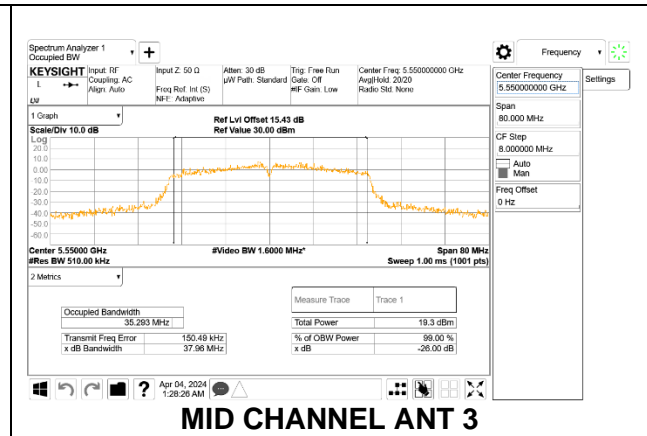 Spectrum Analyzer 1
Occupied BW
+
Frequency
KEYSIGHT
Input: RF
Coupling: AC
Align: Auto
Input Z: 50 Ω
Freq Ref: Int (S)
NFE: Adaptive
Atten: 30 dB
µW Path: Standard
Trig: Free Run
Gate: Off
#IF Gain: Low
Center Freq: 5.550000000 GHz
Avg|Hold: 20/20
Radio Std: None
Center Frequency
5.55000000 GHz
Settings
Span
80.000 MHz
CF Step
8.000000 MHz
Auto
Man
Freq Offset
0 Hz
1 Graph
Scale/Div 10.0 dB
Ref Lvl Offset 15.43 dB
Ref Value 30.00 dBm
Log
20.0
10.0
0.00
-10.0
-20.0
-30.0
-40.0
-50.0
-60.0
Center 5.55000 GHz
#Res BW 510.00 kHz
#Video BW 1.6000 MHz*
Span 80 MHz
Sweep 1.00 ms (1001 pts)
2 Metrics
Measure Trace Trace 1
Occupied Bandwidth
35.293 MHz
Total Power 19.3 dBm
Transmit Freq Error 150.49 kHz
% of OBW Power 99.00 %
x dB Bandwidth 37.96 MHz
x dB -26.00 dB
?
Apr 04, 2024
1:28:26 AM
MID CHANNEL ANT 3